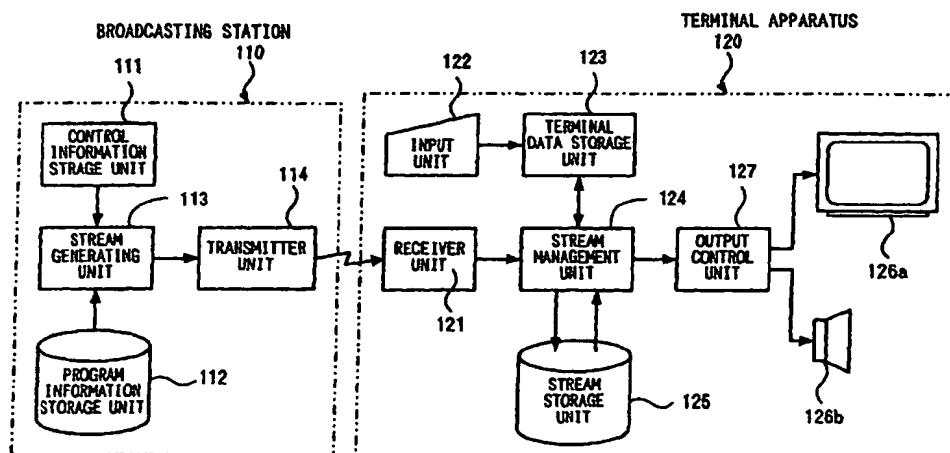 BROADCASTING STATION
110
TERMINAL APPARATUS
120
111
CONTROL
INFORMATION
STRAGE UNIT
113
STREAM
GENERATING
UNIT
114
TRANSMITTER
UNIT
PROGRAM
INFORMATION
STORAGE UNIT
112
122
INPUT
UNIT
123
TERMINAL
DATA STORAGE
UNIT
RECEIVER
UNIT
121
124
STREAM
MANAGEMENT
UNIT
127
OUTPUT
CONTROL
UNIT
126a
STREAM
STORAGE
UNIT
125
126b